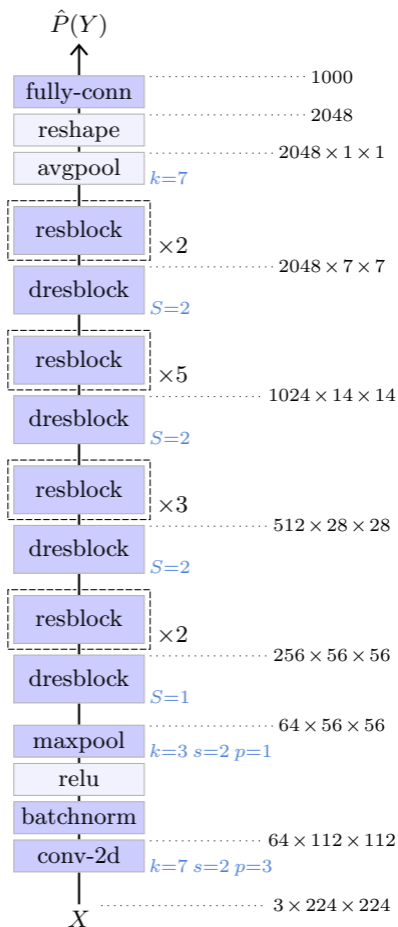 P̂(Y)
fully-conn
1000
reshape
2048
avgpool
2048 × 1 × 1
k=7
resblock
×2
2048 × 7 × 7
dresblock
S=2
resblock
×5
1024 × 14 × 14
dresblock
S=2
resblock
×3
512 × 28 × 28
dresblock
S=2
resblock
×2
256 × 56 × 56
dresblock
S=1
64 × 56 × 56
maxpool
k=3 s=2 p=1
relu
batchnorm
64 × 112 × 112
conv-2d
k=7 s=2 p=3
X
3 × 224 × 224